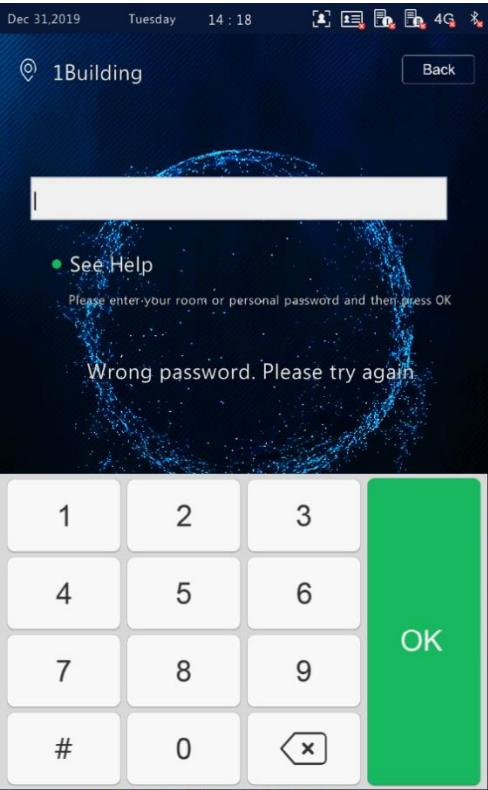 Dec 31,2019 Tuesday 14 : 18 4G
1Building Back
See Help
Please enter your room or personal password and then press OK
Wrong password. Please try again
1 2 3
4 5 6
OK
7 8 9
# 0